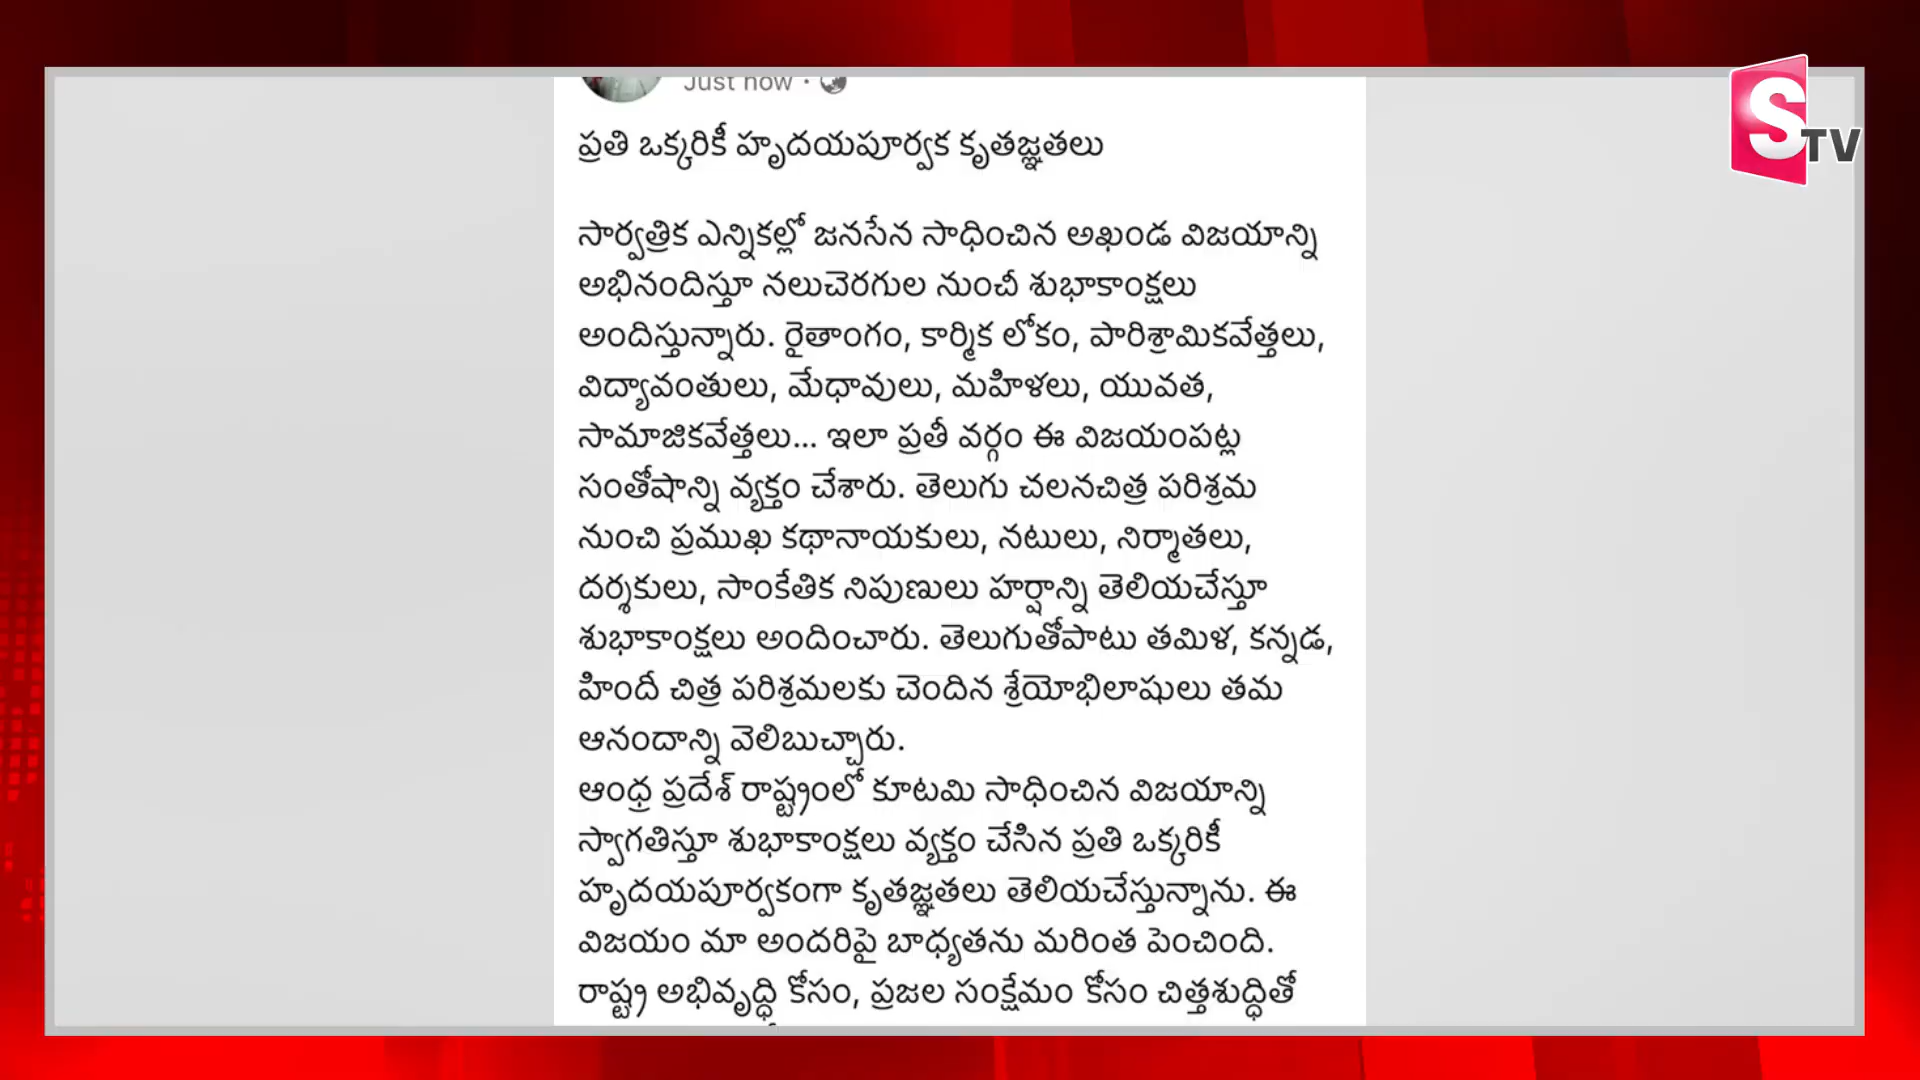 Just now ·
STV
ప్రతి ఒక్కరికీ హృదయపూర్వక కృతజ్ఞతలు
సార్వత్రిక ఎన్నికల్లో జనసేన సాధించిన అఖండ విజయాన్ని
అభినందిస్తూ నలుచెరగుల నుంచీ శుభాకాంక్షలు
అందిస్తున్నారు. రైతాంగం, కార్మిక లోకం, పారిశ్రామికవేత్తలు,
విద్యావంతులు, మేధావులు, మహిళలు, యువత,
సామాజికవేత్తలు... ఇలా ప్రతీ వర్గం ఈ విజయంపట్ల
సంతోషాన్ని వ్యక్తం చేశారు. తెలుగు చలనచిత్ర పరిశ్రమ
నుంచి ప్రముఖ కథానాయకులు, నటులు, నిర్మాతలు,
దర్శకులు, సాంకేతిక నిపుణులు హర్షాన్ని తెలియచేస్తూ
శుభాకాంక్షలు అందించారు. తెలుగుతోపాటు తమిళ, కన్నడ,
హిందీ చిత్ర పరిశ్రమలకు చెందిన శ్రేయోభిలాషులు తమ
ఆనందాన్ని వెలిబుచ్చారు.
ఆంధ్ర ప్రదేశ్ రాష్ట్రంలో కూటమి సాధించిన విజయాన్ని
స్వాగతిస్తూ శుభాకాంక్షలు వ్యక్తం చేసిన ప్రతి ఒక్కరికీ
హృదయపూర్వకంగా కృతజ్ఞతలు తెలియచేస్తున్నాను. ఈ
విజయం మా అందరిపై బాధ్యతను మరింత పెంచింది.
రాష్ట్ర అభివృద్ధి కోసం, ప్రజల సంక్షేమం కోసం చిత్తశుద్ధితో